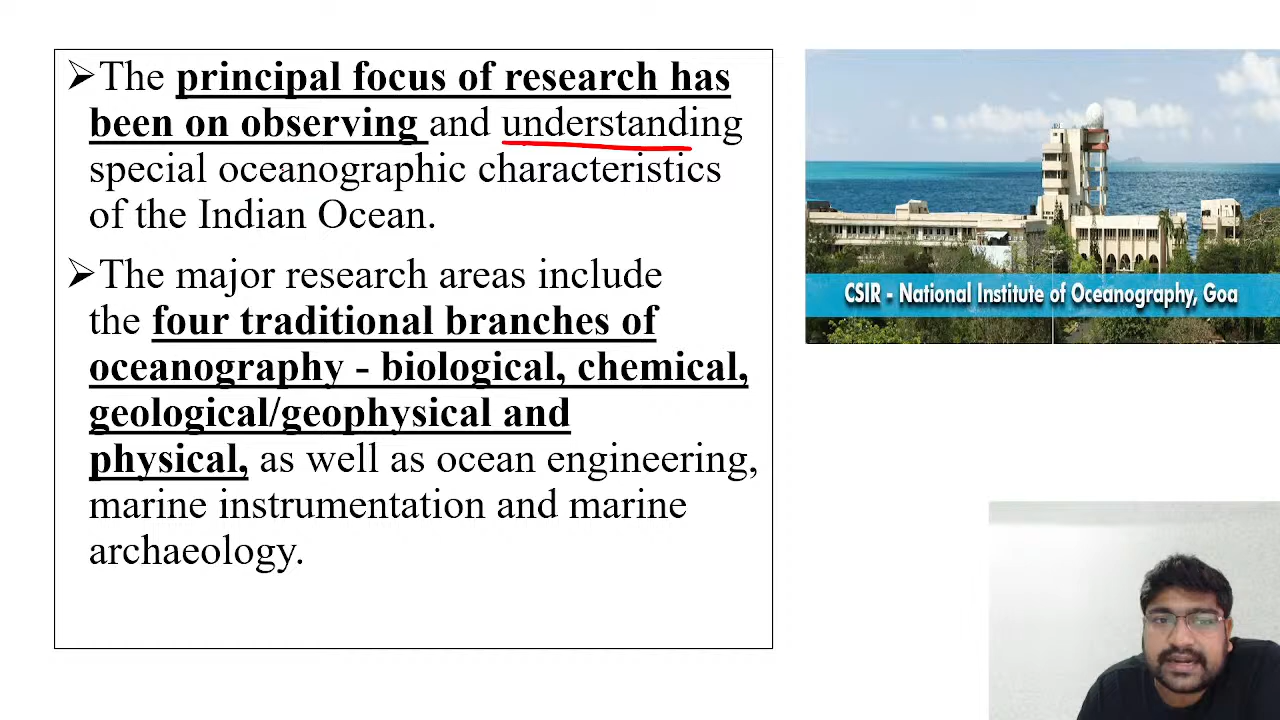 ➢The principal focus of research has
been on observing and understanding
special oceanographic characteristics
of the Indian Ocean.
➢The major research areas include
the four traditional branches of
oceanography - biological, chemical,
geological/geophysical and
physical, as well as ocean engineering,
marine instrumentation and marine
archaeology.
CSIR - National Institute of Oceanography, Goa